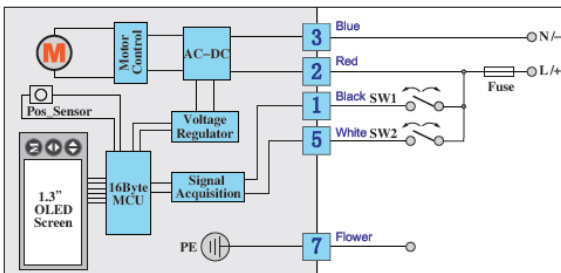 M
Motor
Control
AC-DC
3
Blue
N/-
2
Red
L/+
Fuse
1
Black SW1
5
White SW2
Pos_Sensor
Voltage
Regulator
M
1.3"
OLED
Screen
16Byte
MCU
Signal
Acquisition
PE
7
Flower